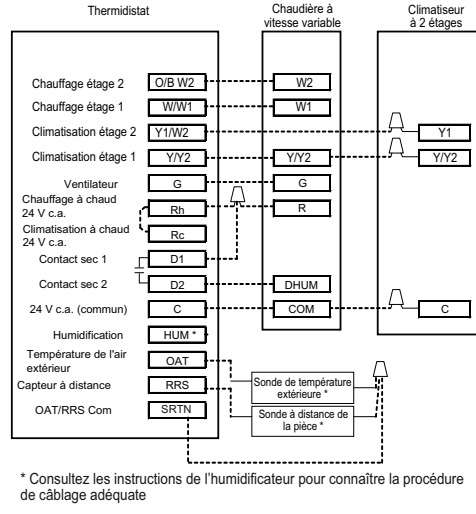 Thermidistat
Chaudière à
vitesse variable
Climatiseur
à 2 étages
Chauffage étage 2 O/B W2 W2
Chauffage étage 1 W/W1 W1
Climatisation étage 2 Y1/W2 Y1
Climatisation étage 1 Y/Y2 Y/Y2 Y/Y2
Ventilateur G G
Chauffage à chaud
24 V c.a. Rh R
Climatisation à chaud
24 V c.a. Rc
Contact sec 1 D1
Contact sec 2 D2 DHUM
24 V c.a. (commun) C COM C
Humidification HUM *
Température de l'air
extérieur OAT
Capteur à distance RRS
OAT/RRS Com SRTN
Sonde de température
extérieure *
Sonde à distance de
la pièce *
* Consultez les instructions de l'humidificateur pour connaître la procédure
de câblage adéquate